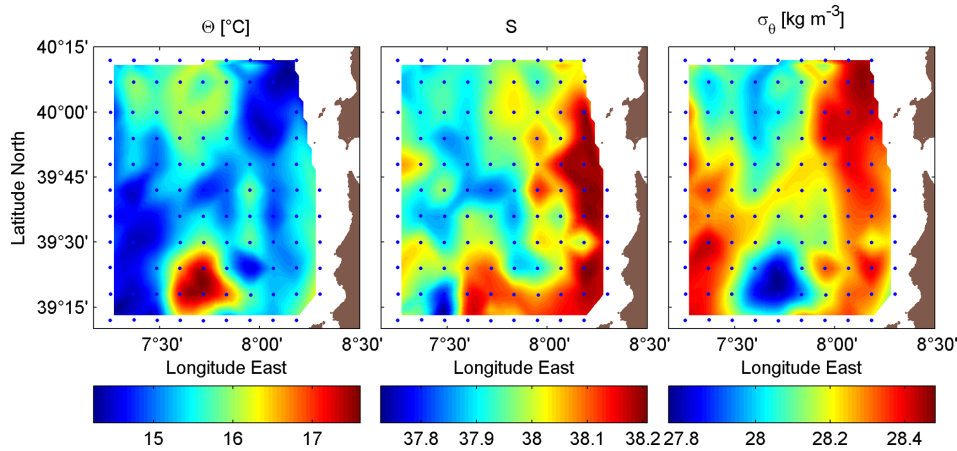 Θ [°C]
S
σθ [kg m-3]
Latitude North
40°15'
40°00'
39°45'
39°30'
39°15'
7°30' 8°00' 8°30'
7°30' 8°00' 8°30'
7°30' 8°00' 8°30'
Longitude East
Longitude East
Longitude East
15 16 17
37.8 37.9 38 38.1 38.2
27.8 28 28.2 28.4